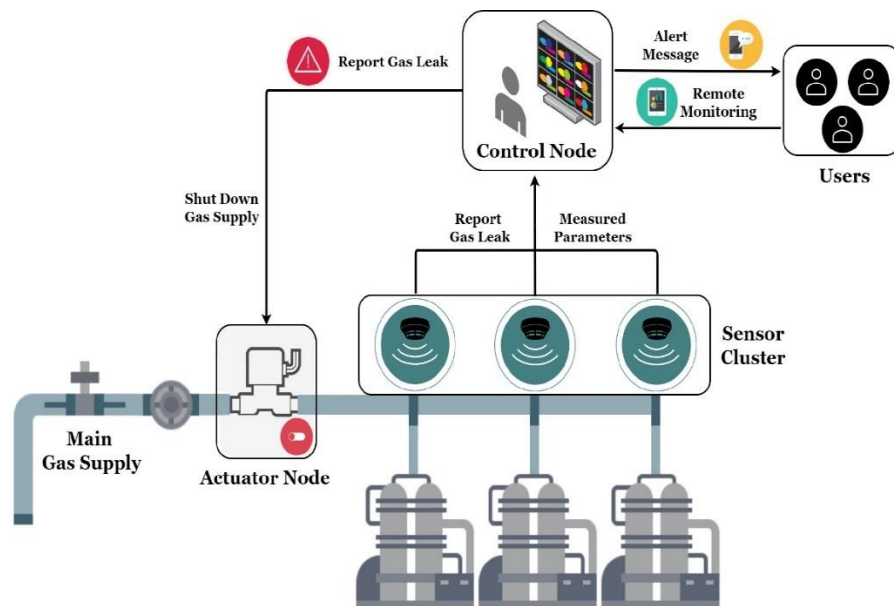 Report Gas Leak
Alert
Message
Remote
Monitoring
Control Node
Users
Shut Down
Gas Supply
Report
Gas Leak
Measured
Parameters
Sensor
Cluster
Main
Gas Supply
Actuator Node